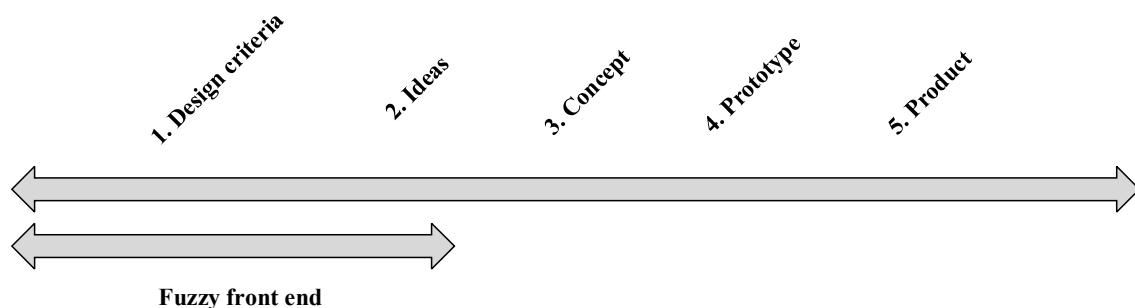 1. Design criteria
2. Ideas
3. Concept
4. Prototype
5. Product
Fuzzy front end